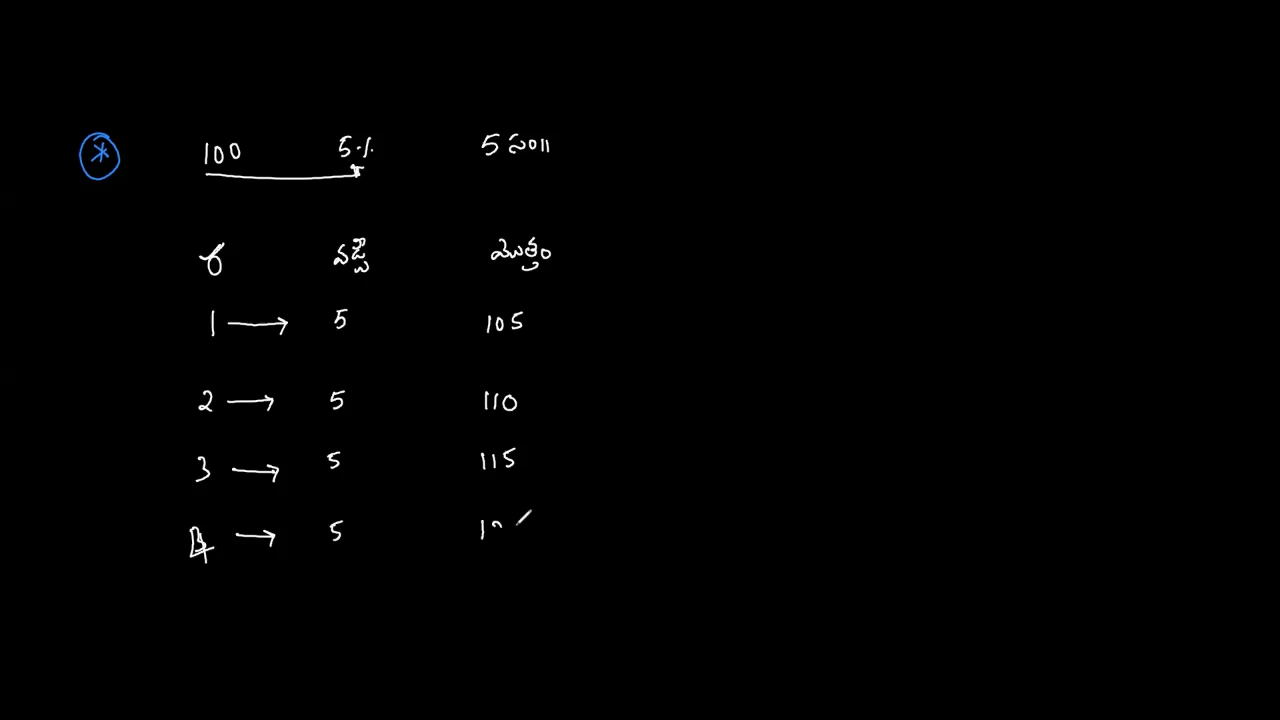 * 100 5% 5 సం॥
వడ్డీ మొత్తం
1 → 5 105
2 → 5 110
3 → 5 115
4 → 5